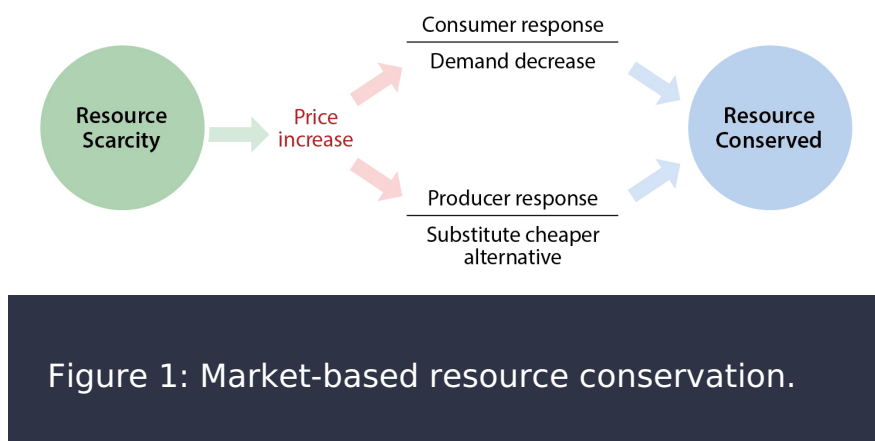 Resource
Scarcity
Price
increase
Consumer response
Demand decrease
Producer response
Substitute cheaper
alternative
Resource
Conserved
Figure 1: Market-based resource conservation.